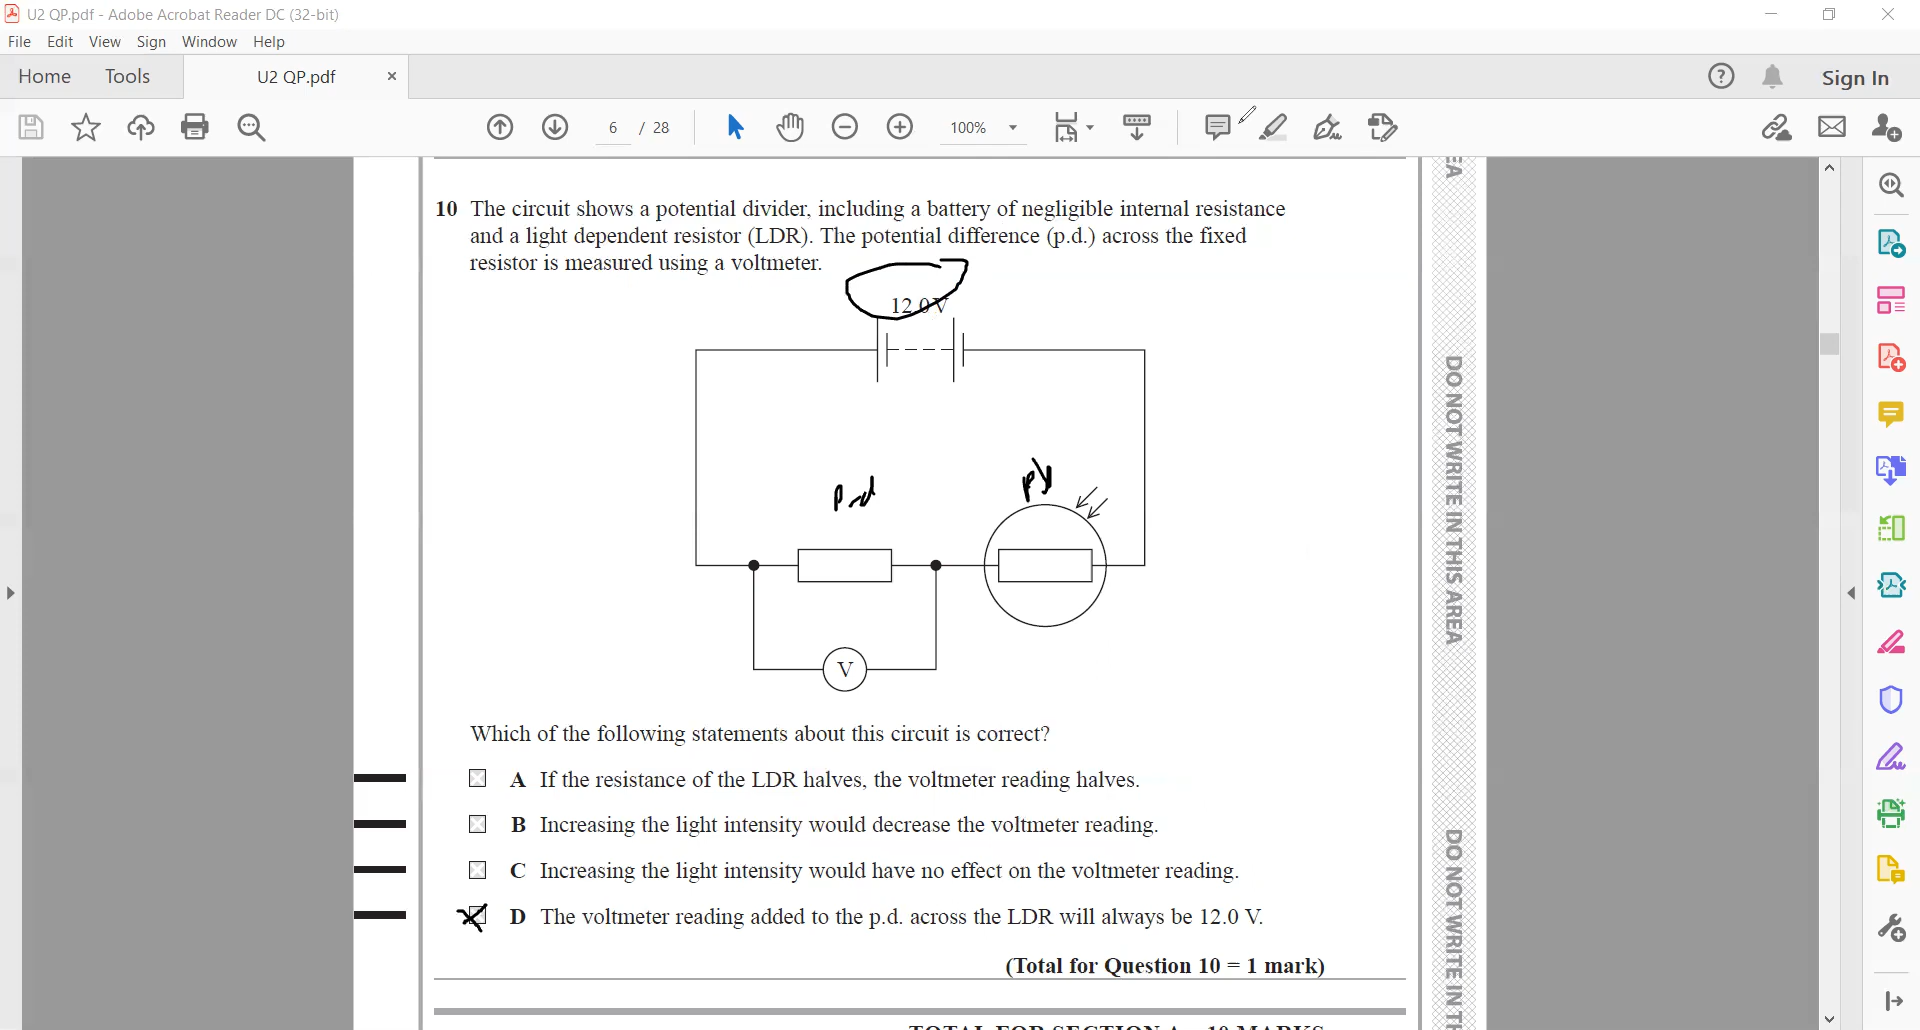 U2 QP.pdf - Adobe Acrobat Reader DC (32-bit)
File Edit View Sign Window Help
Home Tools U2 QP.pdf × Sign In
6 / 28 100%
10 The circuit shows a potential divider, including a battery of negligible internal resistance
and a light dependent resistor (LDR). The potential difference (p.d.) across the fixed
resistor is measured using a voltmeter.
12.0 V
p.d
V
Which of the following statements about this circuit is correct?
A If the resistance of the LDR halves, the voltmeter reading halves.
B Increasing the light intensity would decrease the voltmeter reading.
C Increasing the light intensity would have no effect on the voltmeter reading.
D The voltmeter reading added to the p.d. across the LDR will always be 12.0 V.
(Total for Question 10 = 1 mark)
TOTAL FOR SECTION A = 10 MARKS
EA
DO NOT WRITE IN THIS AREA
DO NOT WRITE IN TH